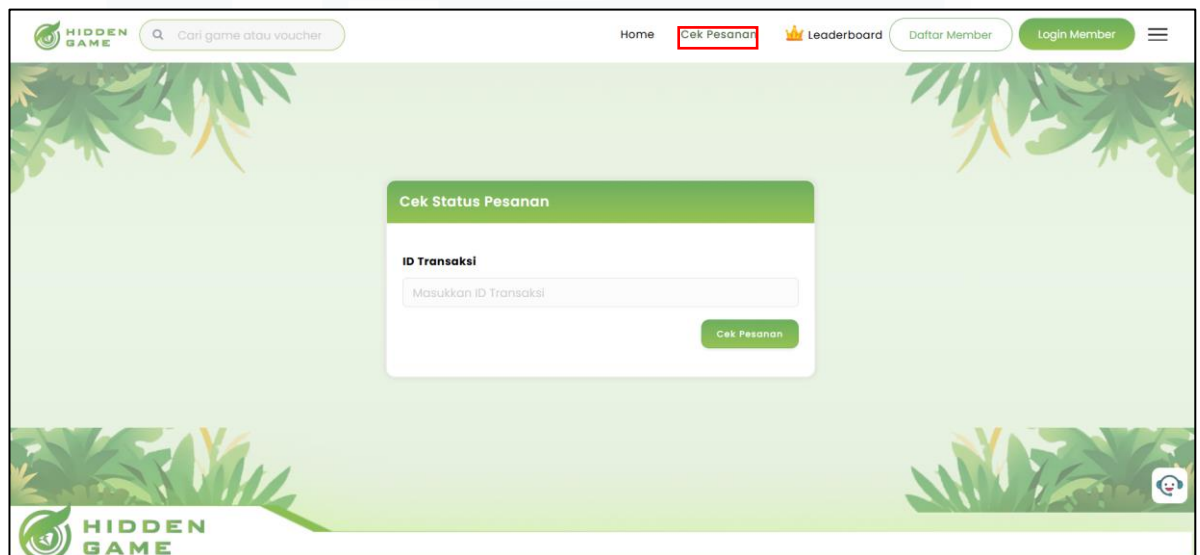 HIDDEN
GAME
Cari game atau voucher
Home
Cek Pesanan
Leaderboard
Daftar Member
Login Member
Cek Status Pesanan
ID Transaksi
Masukkan ID Transaksi
Cek Pesanan
HIDDEN
GAME